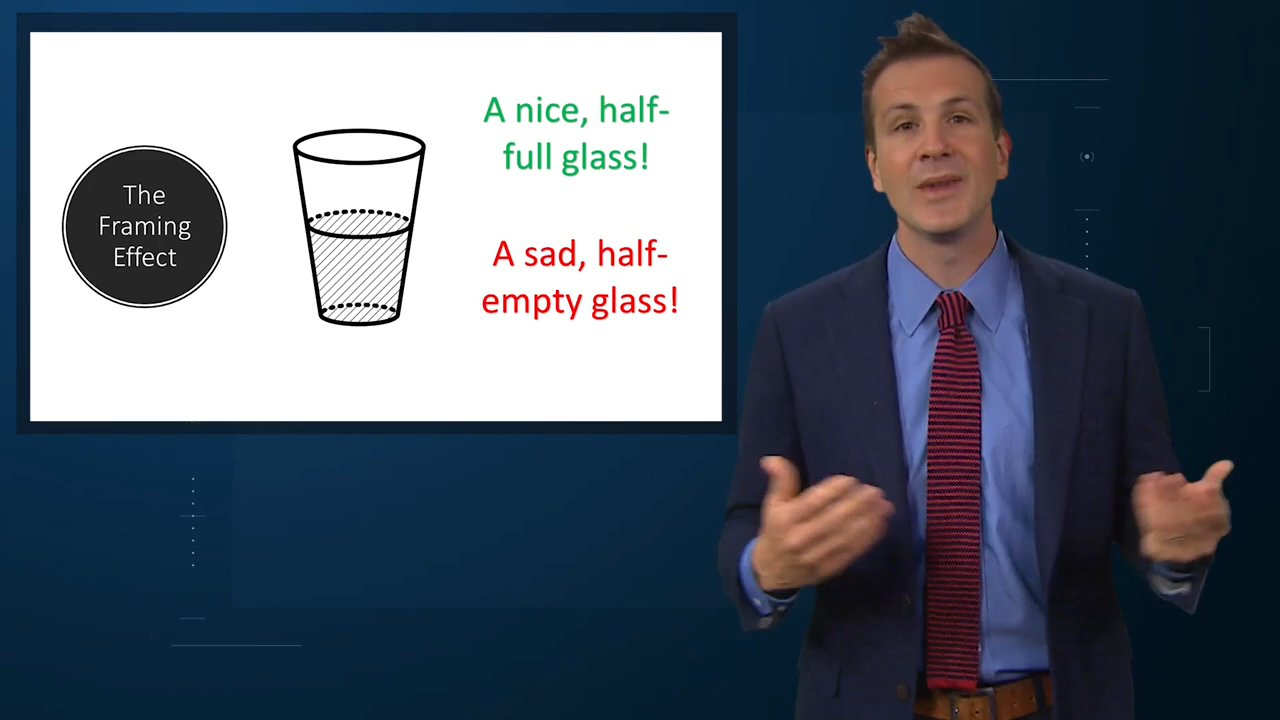 The
Framing
Effect
A nice, half-
full glass!
A sad, half-
empty glass!